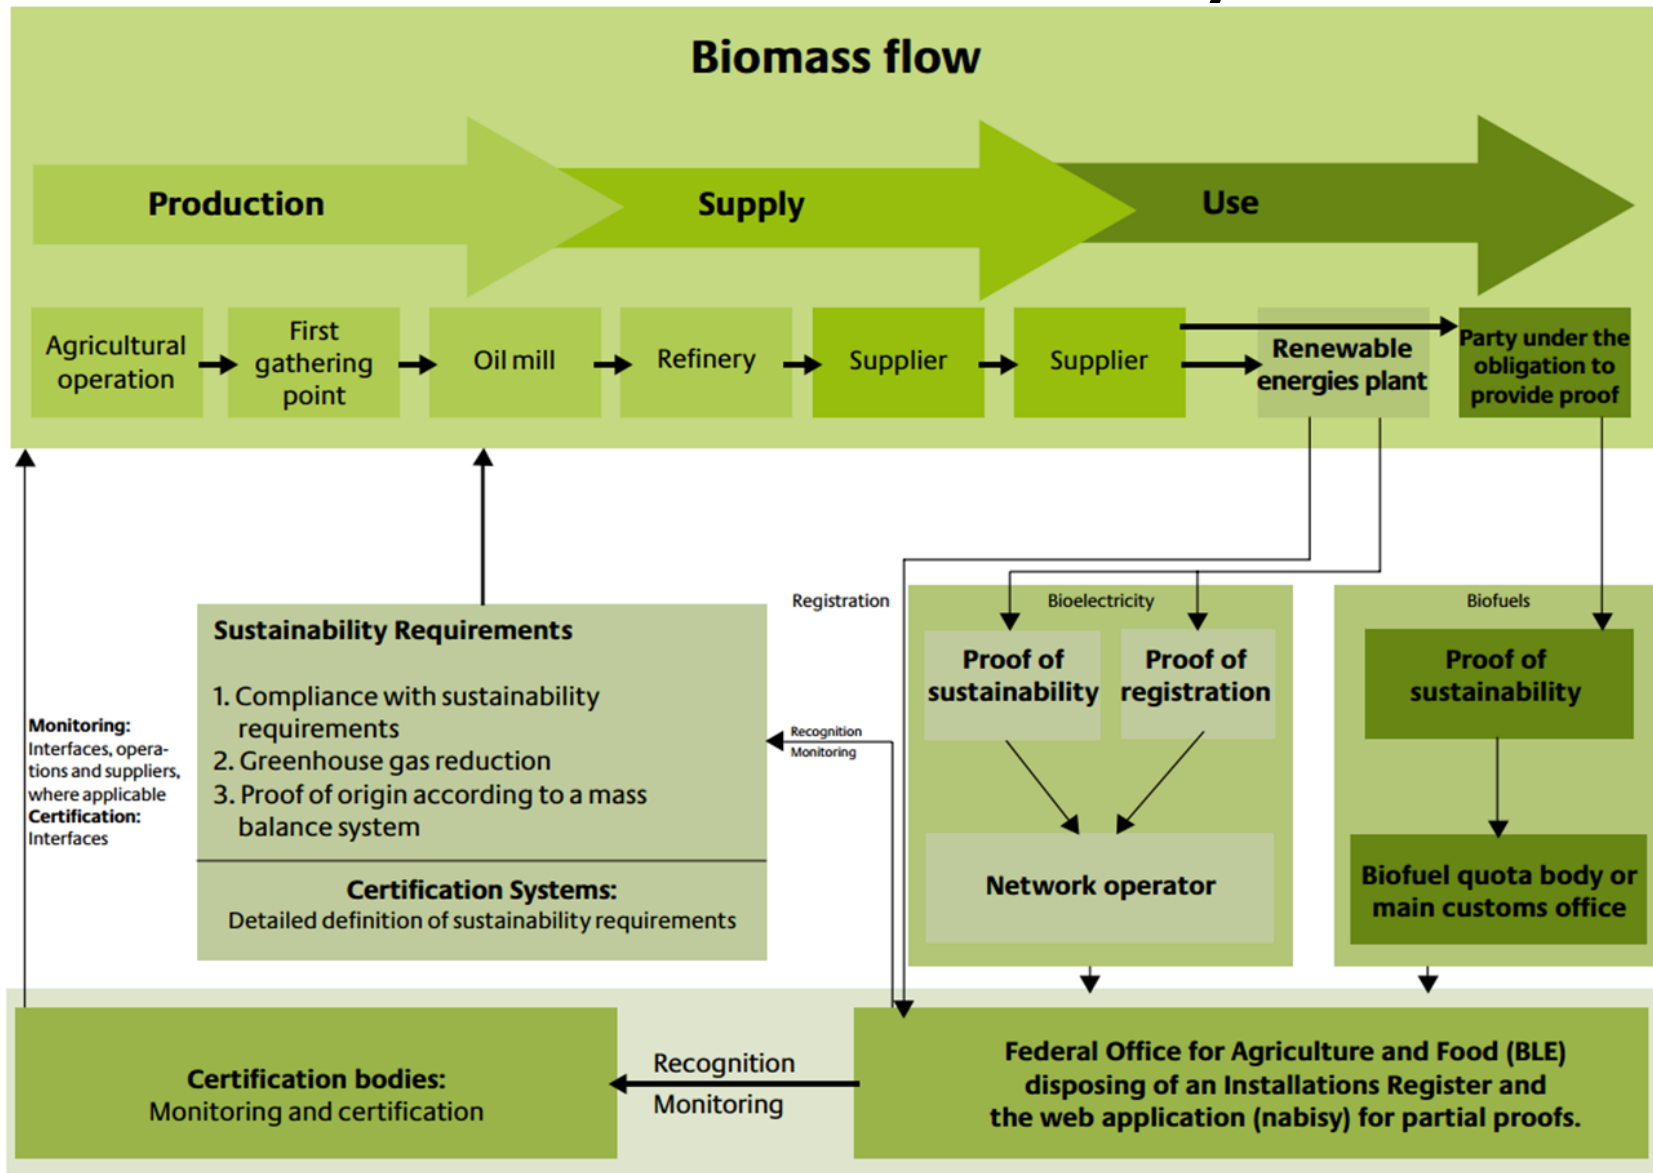 Biomass flow
Production
Supply
Use
Agricultural
operation
First
gathering
point
Oil mill
Refinery
Supplier
Supplier
Renewable
energies plant
Party under the
obligation to
provide proof
Registration
Bioelectricity
Biofuels
Sustainability Requirements
1. Compliance with sustainability
requirements
2. Greenhouse gas reduction
3. Proof of origin according to a mass
balance system
Certification Systems:
Detailed definition of sustainability requirements
Monitoring:
Interfaces, opera-
tions and suppliers,
where applicable
Certification:
Interfaces
Recognition
Monitoring
Proof of
sustainability
Proof of
registration
Proof of
sustainability
Network operator
Biofuel quota body or
main customs office
Certification bodies:
Monitoring and certification
Recognition
Monitoring
Federal Office for Agriculture and Food (BLE)
disposing of an Installations Register and
the web application (nabisy) for partial proofs.